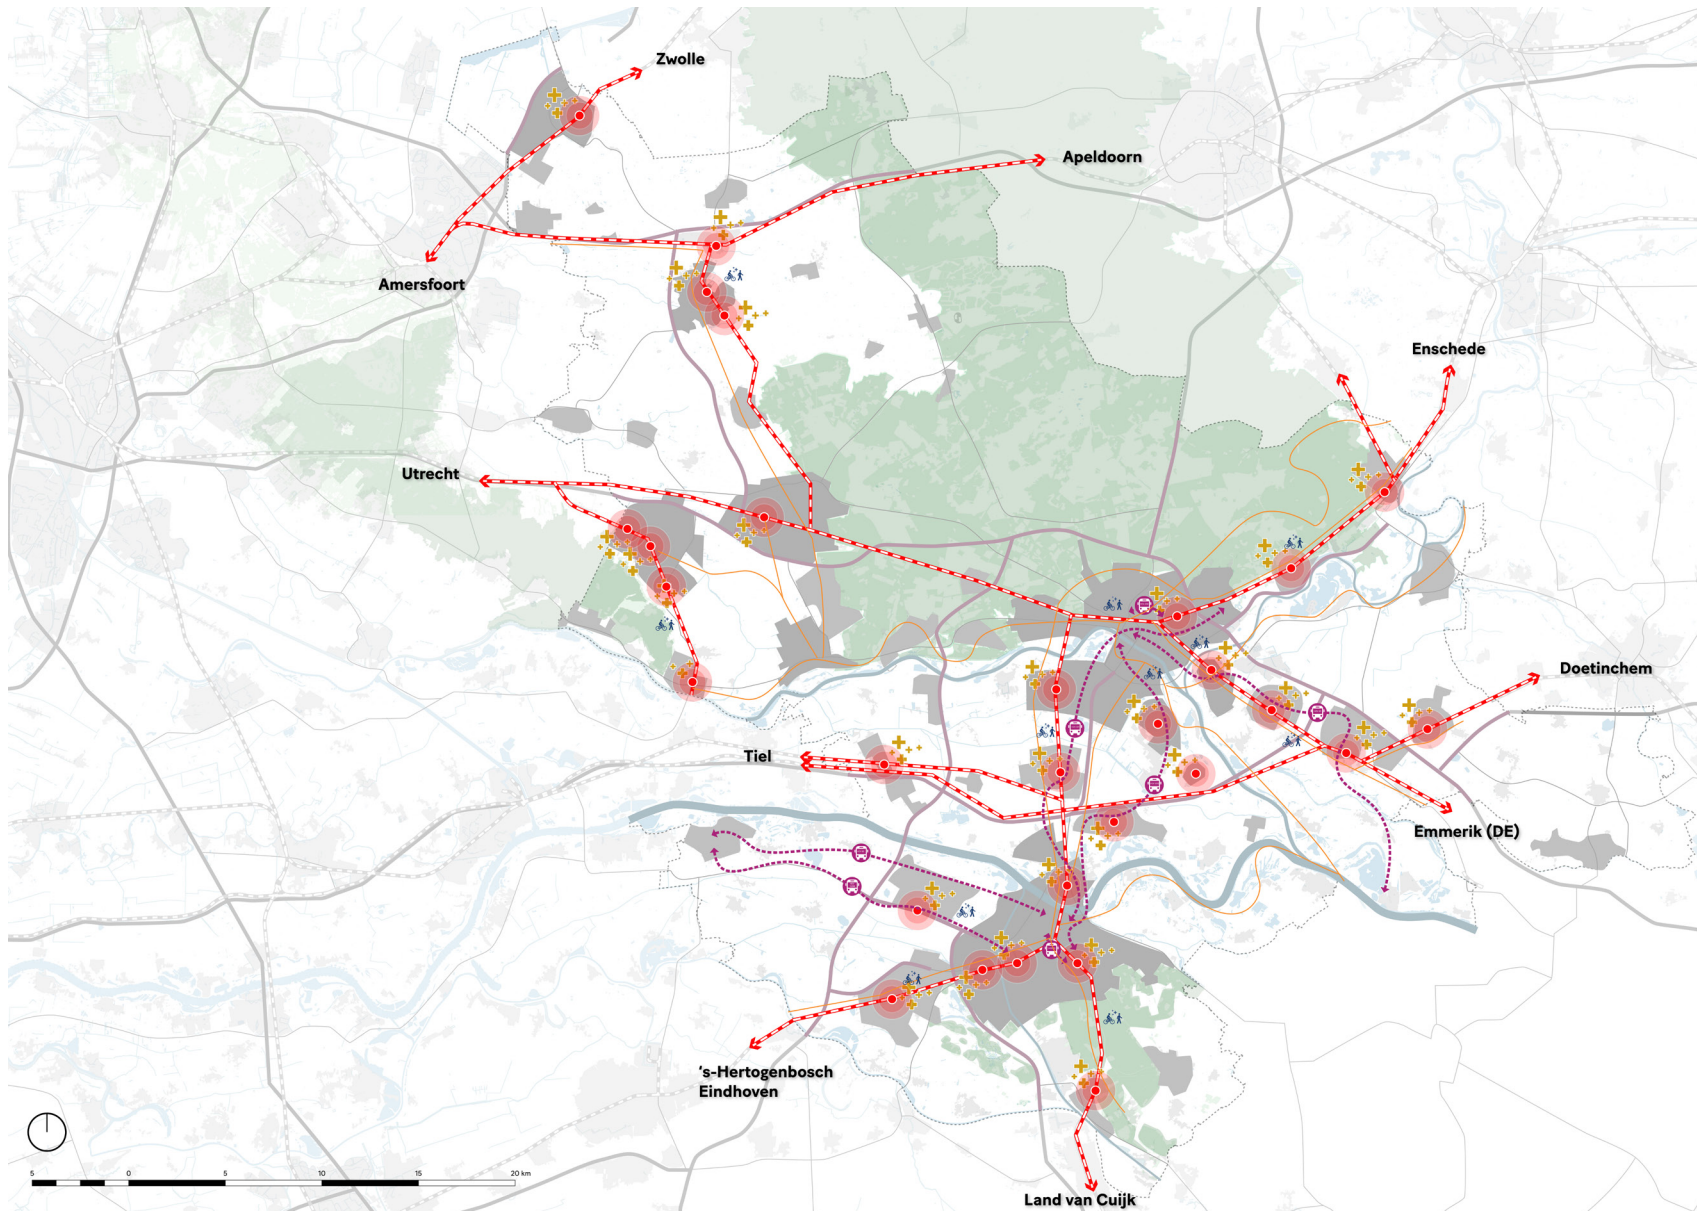 Zwolle
Apeldoorn
Amersfoort
Enschede
Utrecht
Doetinchem
Tiel
Emmerik (DE)
's-Hertogenbosch
Eindhoven
5 0 5 10 15 20 km
Land van Cuijk